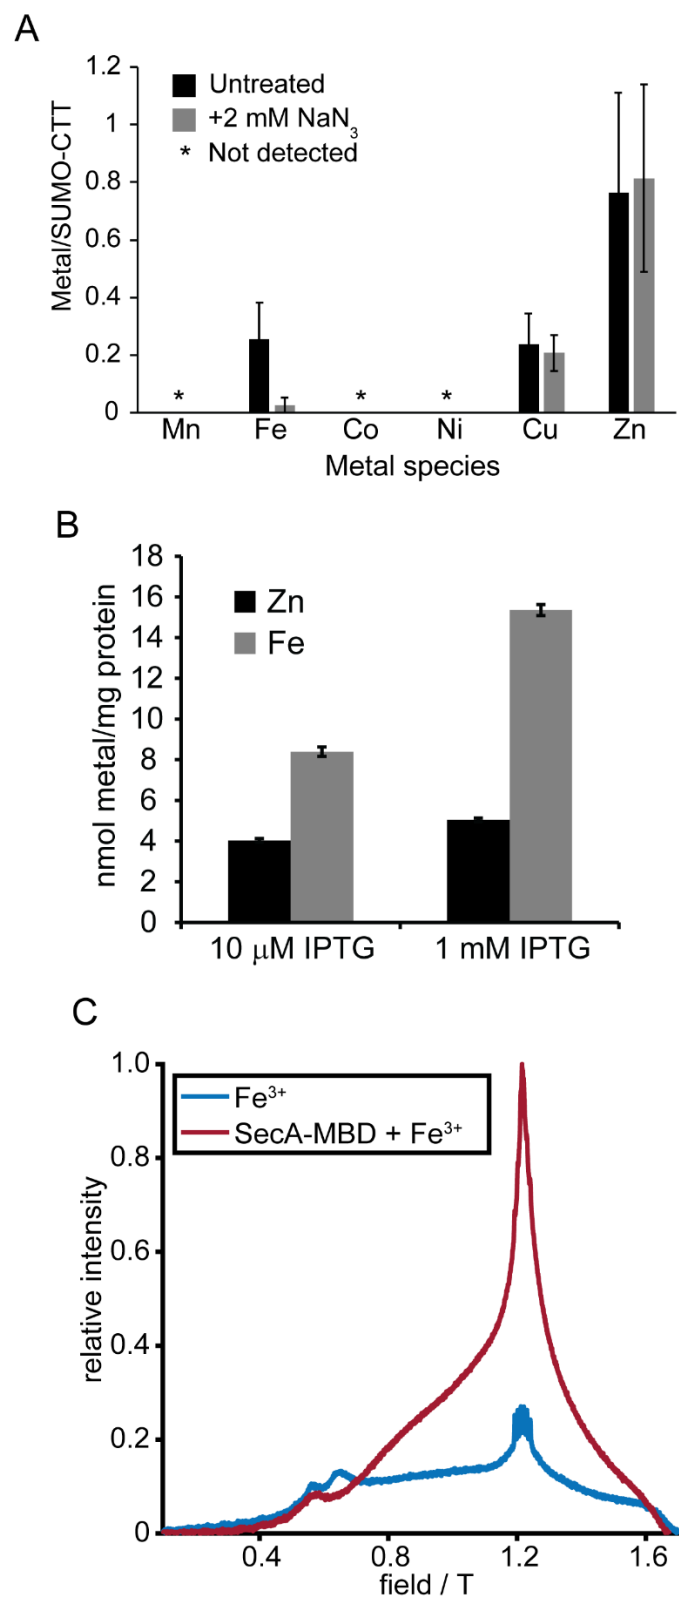 A
Metal/SUMO-CTT
1.2
1
0.8
0.6
0.4
0.2
0
Untreated
+2 mM NaN₃
* Not detected
*
*
*
Mn Fe Co Ni Cu Zn
Metal species
B
nmol metal/mg protein
18
16
14
12
10
8
6
4
2
0
Zn
Fe
10 μM IPTG 1 mM IPTG
C
relative intensity
1.0
0.8
0.6
0.4
0.2
0
Fe³⁺
SecA-MBD + Fe³⁺
0.4 0.8 1.2 1.6
field / T